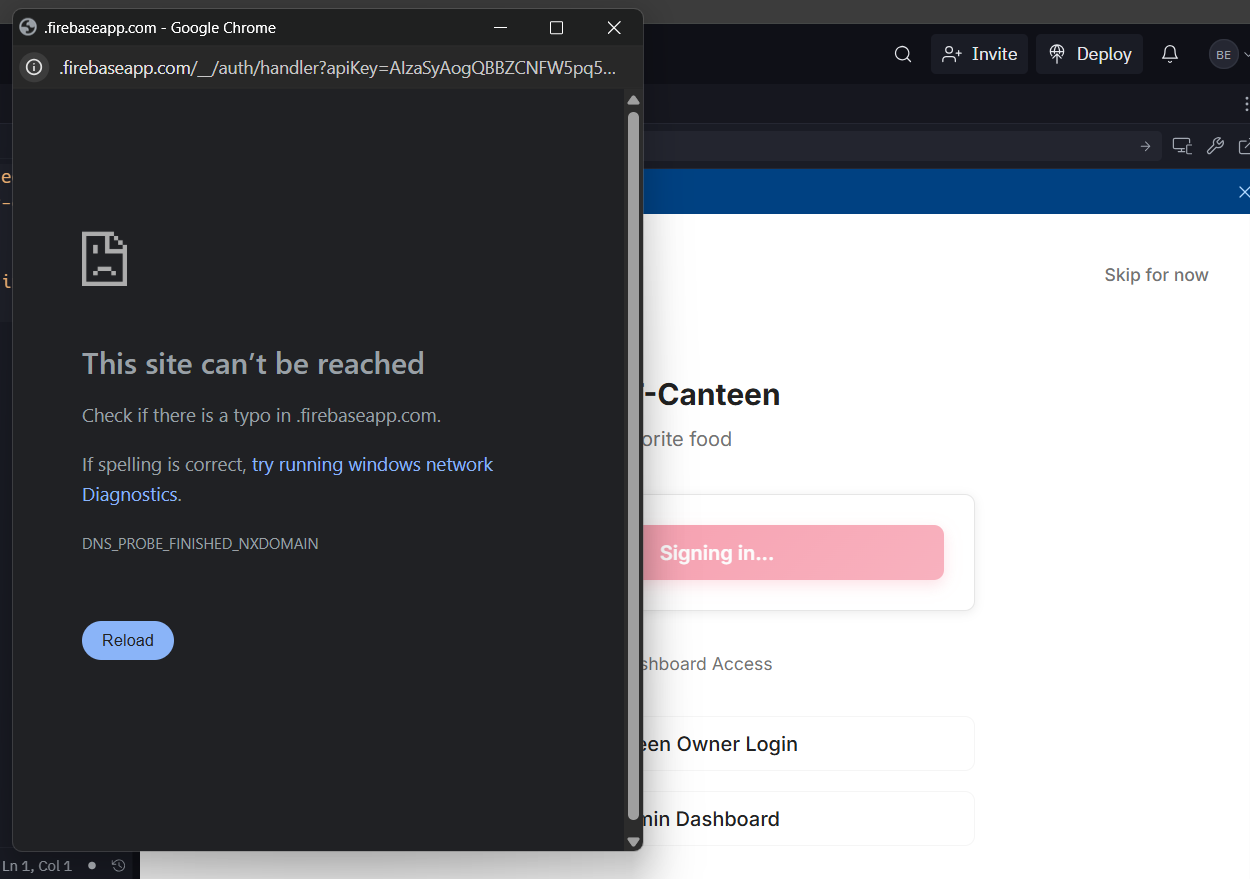 .firebaseapp.com - Google Chrome
.firebaseapp.com/__/auth/handler?apiKey=AIzaSyAogQBBZCNFW5pq5...
Invite
Deploy
BE
This site can’t be reached
Check if there is a typo in .firebaseapp.com.
If spelling is correct, try running windows network
Diagnostics.
DNS_PROBE_FINISHED_NXDOMAIN
Reload
Skip for now
-Canteen
orite food
Signing in...
shboard Access
een Owner Login
min Dashboard
e
-
i
Ln 1, Col 1